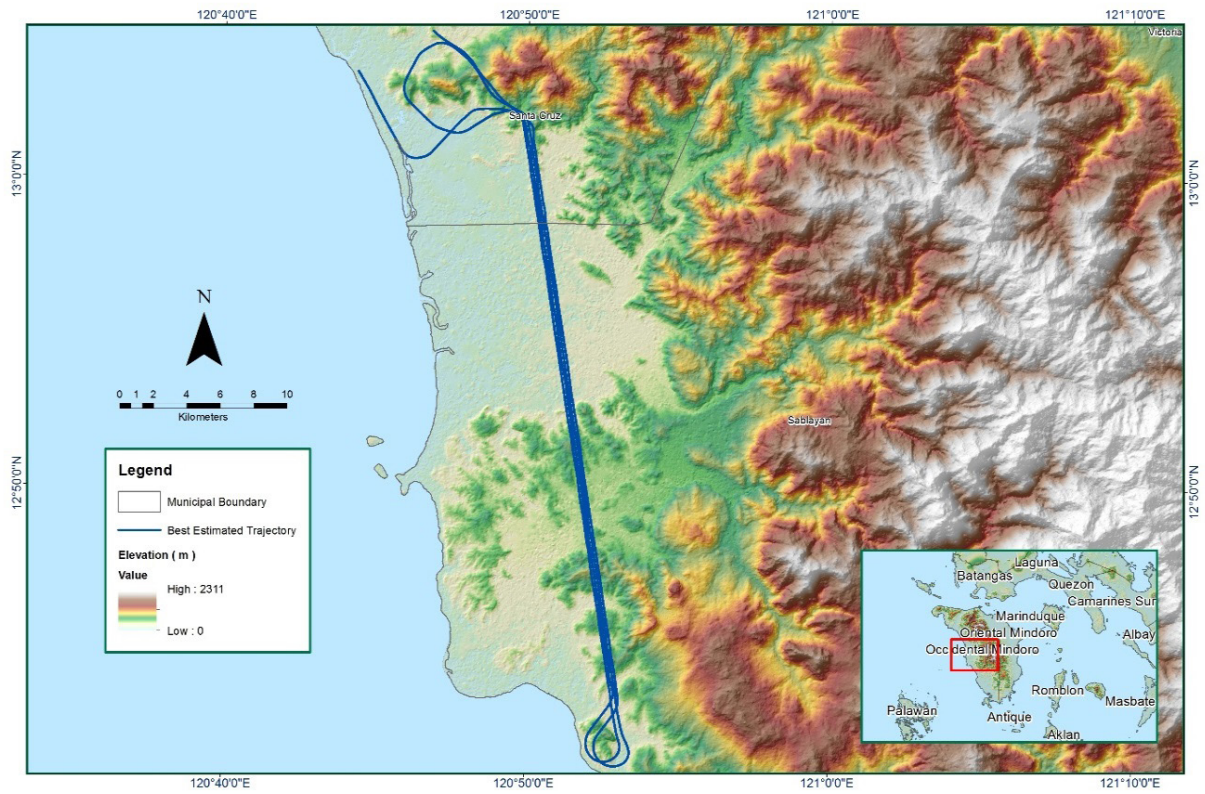 120°40'0"E 120°50'0"E 121°0'0"E 121°10'0"E
Victoria
Santa Cruz
13°0'0"N
13°0'0"N
N
0 1 2 4 6 8 10
Kilometers
Sablayan
12°50'0"N
12°50'0"N
Legend
Municipal Boundary
Best Estimated Trajectory
Elevation ( m )
Value
High : 2311
Low : 0
Laguna
Batangas
Quezon
Camarines Sur
Marinduque
Oriental Mindoro
Albay
Occidental Mindoro
Romblon
Masbate
Palawan
Antique
Aklan
120°40'0"E 120°50'0"E 121°0'0"E 121°10'0"E